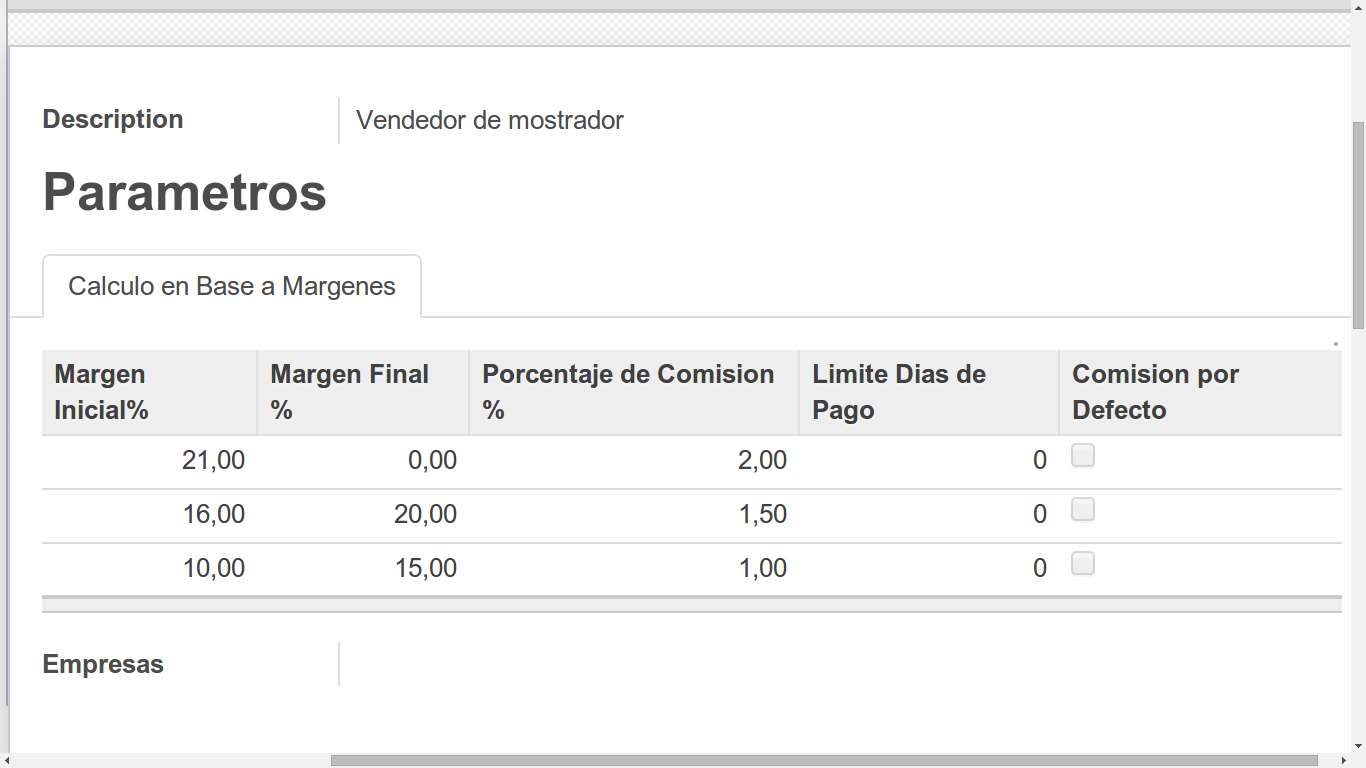 Description Vendedor de mostrador
Parametros
Calculo en Base a Margenes
Margen Inicial% Margen Final % Porcentaje de Comision % Limite Dias de Pago Comision por Defecto
21,00 0,00 2,00 0
16,00 20,00 1,50 0
10,00 15,00 1,00 0
Empresas